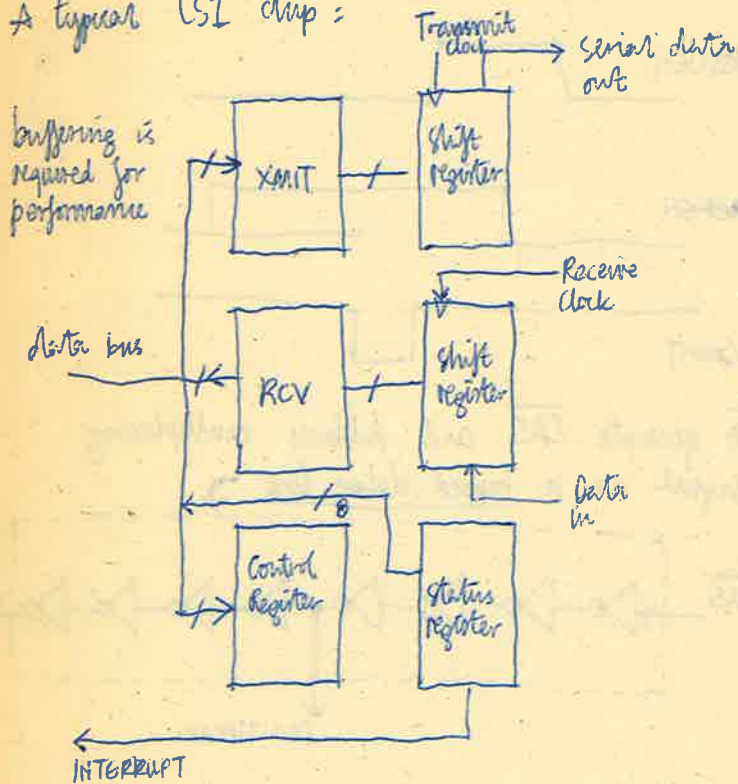 A typical LSI chip :
Transmit
clock
serial data
out
buffering is
required for
performance
XMIT
Shift
register
Receive
Clock
data bus
RCV
Shift
register
Data
in
8
Control
Register
Status
register
INTERRUPT